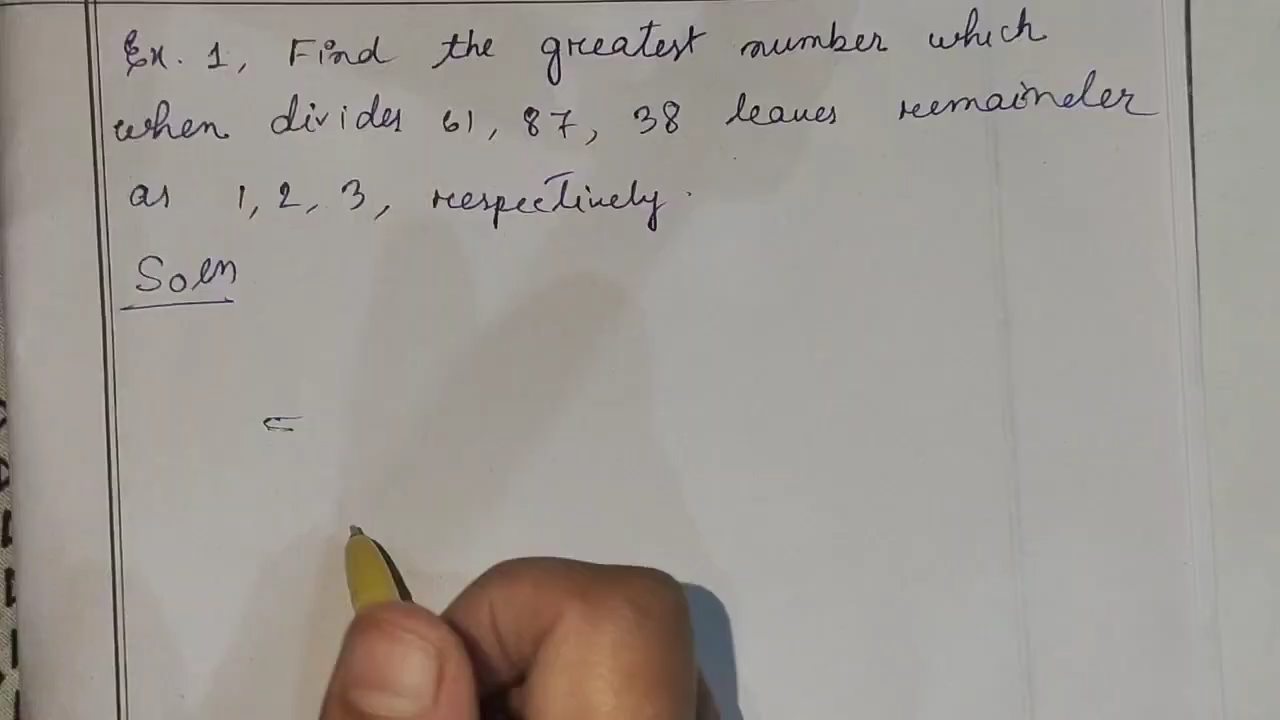 Ex. 1, Find the greatest number which
when divides 61, 87, 38 leaves remainder
as 1, 2, 3, respectively.
Soln
=